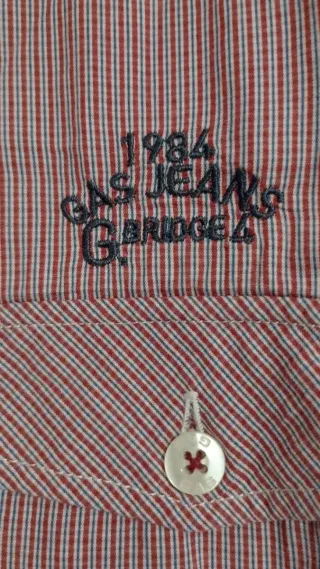 1984
GAS JEANS
G. BRIDGE 4